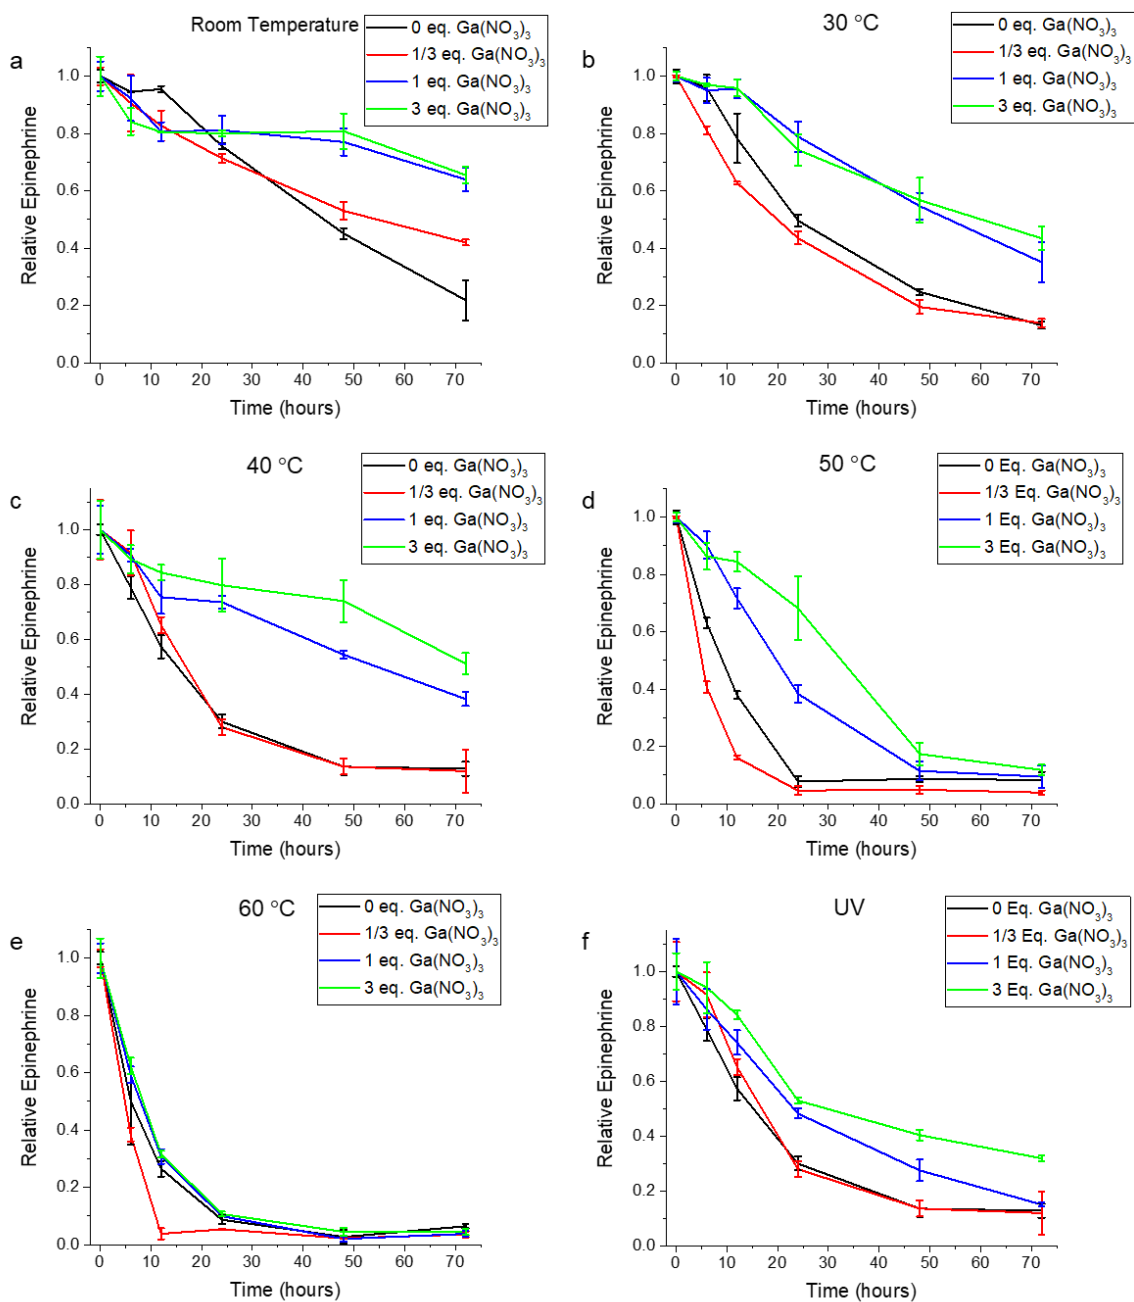 a
Room Temperature
0 eq. Ga(NO₃)₃
1/3 eq. Ga(NO₃)₃
1 eq. Ga(NO₃)₃
3 eq. Ga(NO₃)₃
Relative Epinephrine
1.0
0.8
0.6
0.4
0.2
0.0
0 10 20 30 40 50 60 70
Time (hours)
b
30 °C
0 eq. Ga(NO₃)₃
1/3 eq. Ga(NO₃)₃
1 eq. Ga(NO₃)₃
3 eq. Ga(NO₃)₃
Relative Epinephrine
1.0
0.8
0.6
0.4
0.2
0.0
0 10 20 30 40 50 60 70
Time (hours)
c
40 °C
0 eq. Ga(NO₃)₃
1/3 eq. Ga(NO₃)₃
1 eq. Ga(NO₃)₃
3 eq. Ga(NO₃)₃
Relative Epinephrine
1.0
0.8
0.6
0.4
0.2
0.0
0 10 20 30 40 50 60 70
Time (hours)
d
50 °C
0 Eq. Ga(NO₃)₃
1/3 Eq. Ga(NO₃)₃
1 Eq. Ga(NO₃)₃
3 Eq. Ga(NO₃)₃
Relative Epinephrine
1.0
0.8
0.6
0.4
0.2
0.0
0 10 20 30 40 50 60 70
Time (hours)
e
60 °C
0 eq. Ga(NO₃)₃
1/3 eq. Ga(NO₃)₃
1 eq. Ga(NO₃)₃
3 eq. Ga(NO₃)₃
Relative Epinephrine
1.0
0.8
0.6
0.4
0.2
0.0
0 10 20 30 40 50 60 70
Time (hours)
f
UV
0 Eq. Ga(NO₃)₃
1/3 Eq. Ga(NO₃)₃
1 Eq. Ga(NO₃)₃
3 Eq. Ga(NO₃)₃
Relative Epinephrine
1.0
0.8
0.6
0.4
0.2
0.0
0 10 20 30 40 50 60 70
Time (hours)